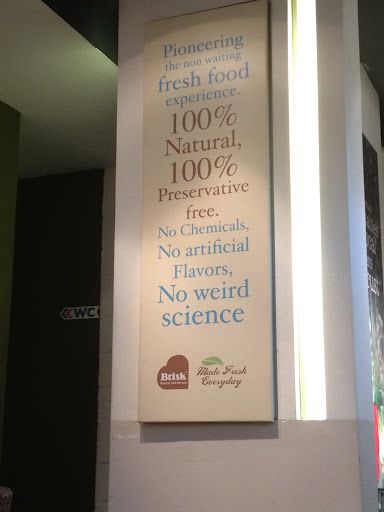 Pioneering
the non waiting
fresh food
experience.
100%
Natural,
100%
Preservative
free.
No Chemicals,
No artificial
Flavors,
No weird
science
Brisk
Made Fresh
Everyday
WC